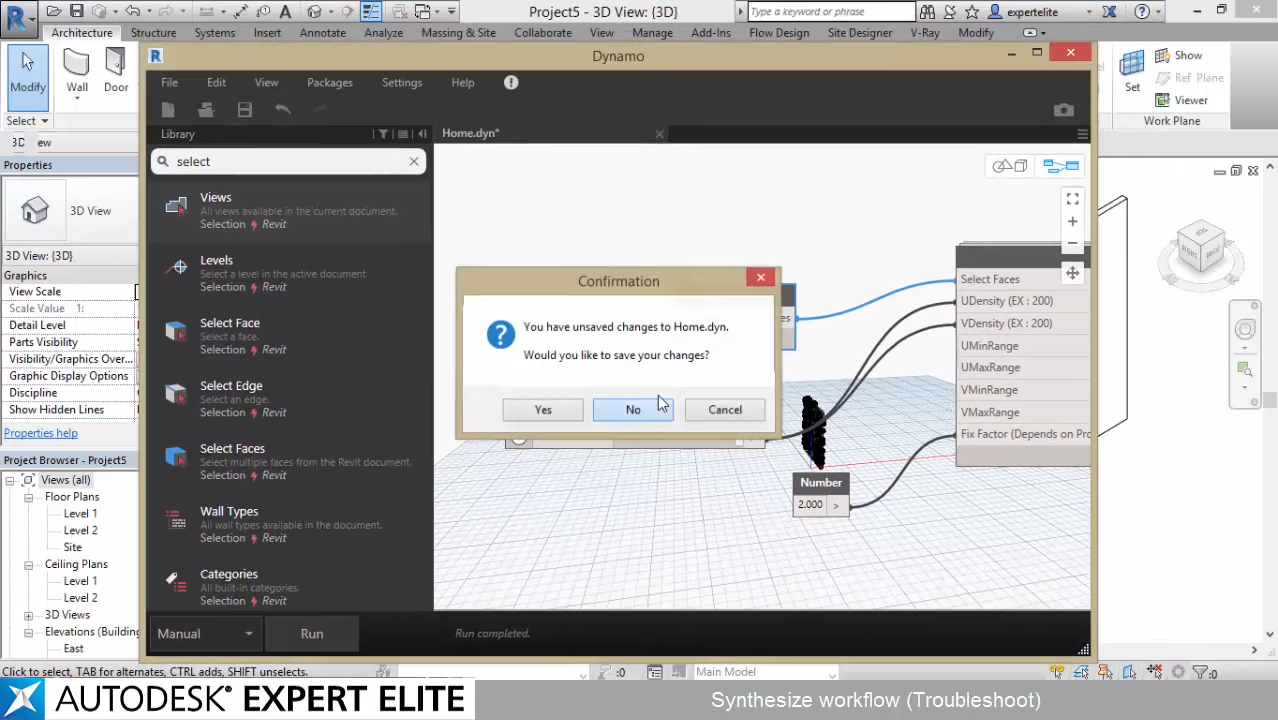 Project5 - 3D View: {3D}
Type a keyword or phrase
expertelite
Architecture Structure Systems Insert Annotate Analyze Massing & Site Collaborate View Manage Add-Ins Flow Design Site Designer V-Ray Modify
Modify
Wall
Door
Set
Show
Ref Plane
Viewer
Select
Work Plane
Dynamo
File Edit View Packages Settings Help
Library
Home.dyn*
select
Views
All views available in the current document.
Selection Revit
Levels
Select a level in the active document
Selection Revit
Select Face
Select a face.
Selection Revit
Select Edge
Select an edge.
Selection Revit
Select Faces
Select multiple faces from the Revit document.
Selection Revit
Wall Types
All wall types available in the document.
Selection Revit
Categories
All built-in categories.
Selection Revit
Manual
Run
Run completed.
Confirmation
You have unsaved changes to Home.dyn.
Would you like to save your changes?
Yes
No
Cancel
es
Select Faces
UDensity (EX : 200)
VDensity (EX : 200)
UMinRange
UMaxRange
VMinRange
VMaxRange
Fix Factor (Depends on Pro
Number
2.000 >
3D ew
Properties
3D View
3D View: {3D}
Graphics
View Scale
Scale Value 1:
Detail Level
Parts Visibility
Visibility/Graphics Over...
Graphic Display Options
Discipline
Show Hidden Lines
Properties help
Project Browser - Project5
Views (all)
Floor Plans
Level 1
Level 2
Site
Ceiling Plans
Level 1
Level 2
3D Views
Elevations (Building
East
Click to select, TAB for alternates, CTRL adds, SHIFT unselects.
:0
Main Model
:0
AUTODESK® EXPERT ELITE
Synthesize workflow (Troubleshoot)